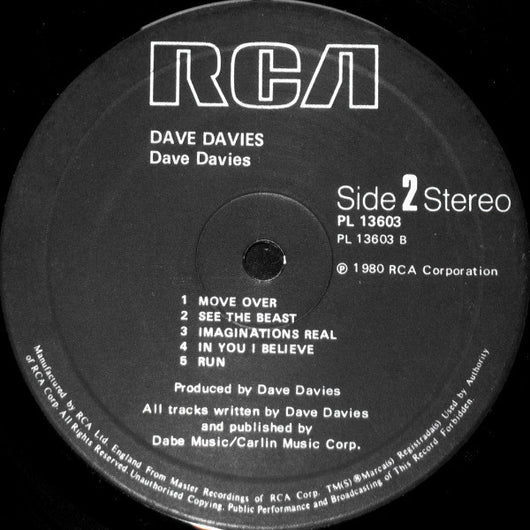 RCA
DAVE DAVIES
Dave Davies
Side 2 Stereo
PL 13603
PL 13603 B
℗ 1980 RCA Corporation
1 MOVE OVER
2 SEE THE BEAST
3 IMAGINATIONS REAL
4 IN YOU I BELIEVE
5 RUN
Produced by Dave Davies
All tracks written by Dave Davies
and published by
Dabe Music/Carlin Music Corp.
Manufactured by RCA Ltd. England From Master Recordings of RCA Corp. TM(S)®Marca(s) Registrada(s) Used by Authority
of RCA Corp. All Rights Reserved. Unauthorised Copying, Public Performance and Broadcasting of This Record Forbidden.